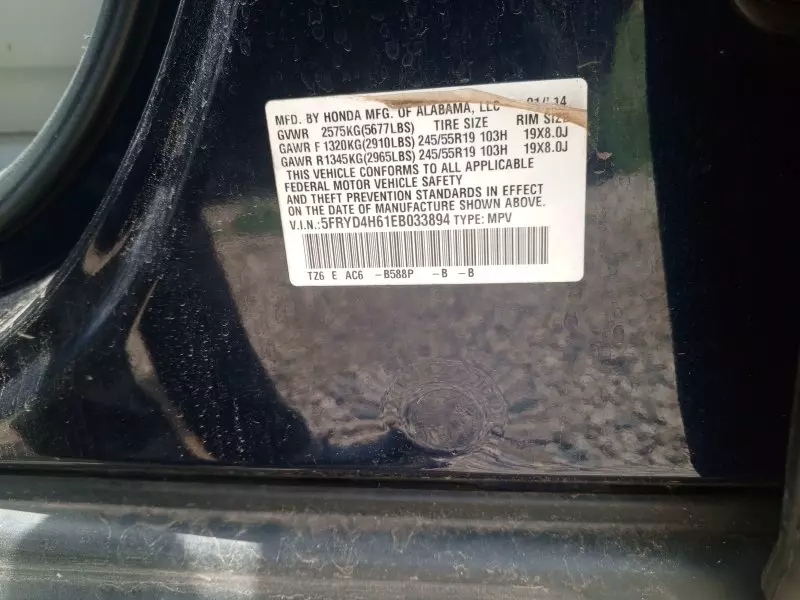 MFD. BY HONDA MFG. OF ALABAMA, LLC
GVWR 2575KG(5677LBS) TIRE SIZE RIM SIZE
GAWR F 1320KG(2910LBS) 245/55R19 103H 19X8.0J
GAWR R1345KG(2965LBS) 245/55R19 103H 19X8.0J
THIS VEHICLE CONFORMS TO ALL APPLICABLE
FEDERAL MOTOR VEHICLE SAFETY
AND THEFT PREVENTION STANDARDS IN EFFECT
ON THE DATE OF MANUFACTURE SHOWN ABOVE.
V.I.N.:5FRYD4H61EB033894 TYPE: MPV
TZ6 E AC6 -B588P -B -B